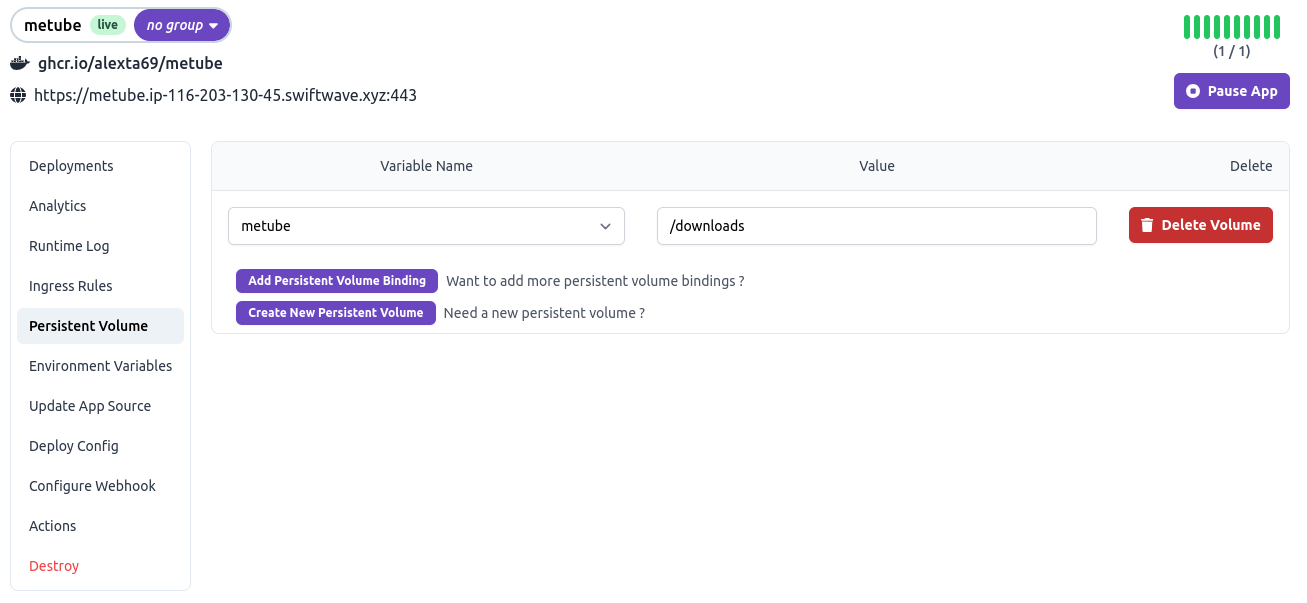 metube live no group
ghcr.io/alexta69/metube
https://metube.ip-116-203-130-45.swiftwave.xyz:443
(1 / 1)
Pause App
Deployments
Analytics
Runtime Log
Ingress Rules
Persistent Volume
Environment Variables
Update App Source
Deploy Config
Configure Webhook
Actions
Destroy
Variable Name Value Delete
metube /downloads Delete Volume
Add Persistent Volume Binding Want to add more persistent volume bindings ?
Create New Persistent Volume Need a new persistent volume ?